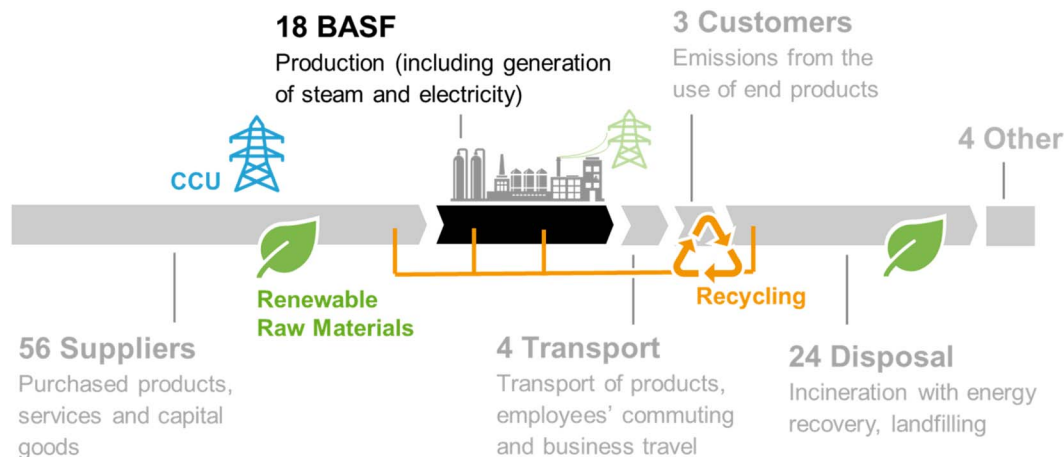 18 BASF
Production (including generation
of steam and electricity)
3 Customers
Emissions from the
use of end products
4 Other
CCU
Renewable
Raw Materials
Recycling
56 Suppliers
Purchased products,
services and capital
goods
4 Transport
Transport of products,
employees’ commuting
and business travel
24 Disposal
Incineration with energy
recovery, landfilling